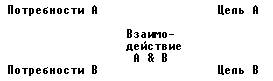 Потребности А Цель А
Взаимо-
действие
А & В
Потребности В Цель В